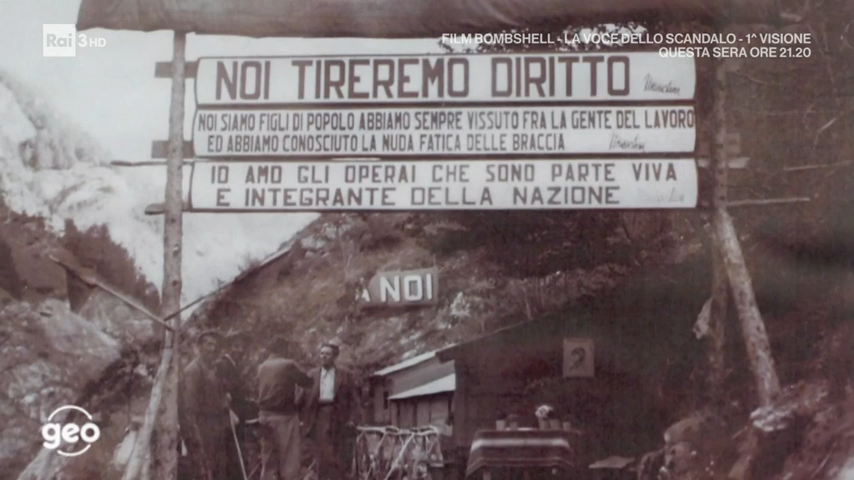 Rai 3 HD
FILM BOMBSHELL - LA VOCE DELLO SCANDALO - 1^ VISIONE
QUESTA SERA ORE 21.20
NOI TIREREMO DIRITTO
NOI SIAMO FIGLI DI POPOLO ABBIAMO SEMPRE VISSUTO FRA LA GENTE DEL LAVORO
ED ABBIAMO CONOSCIUTO LA NUDA FATICA DELLE BRACCIA
IO AMO GLI OPERAI CHE SONO PARTE VIVA
E INTEGRANTE DELLA NAZIONE
A NOI
geo